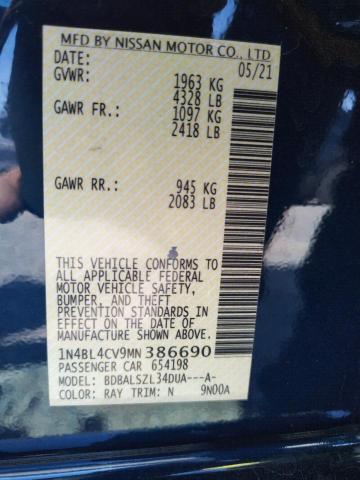 MFD BY NISSAN MOTOR CO., LTD
DATE: 05/21
GVWR: 1963 KG
4328 LB
GAWR FR.: 1097 KG
2418 LB
GAWR RR.: 945 KG
2083 LB
THIS VEHICLE CONFORMS TO
ALL APPLICABLE FEDERAL
MOTOR VEHICLE SAFETY,
BUMPER, AND THEFT
PREVENTION STANDARDS IN
EFFECT ON THE DATE OF
MANUFACTURE SHOWN ABOVE.
1N4BL4CV9MN 386690
PASSENGER CAR 654198
MODEL: BDBALSZL34DUA---A-
COLOR: RAY TRIM: N 9N00A